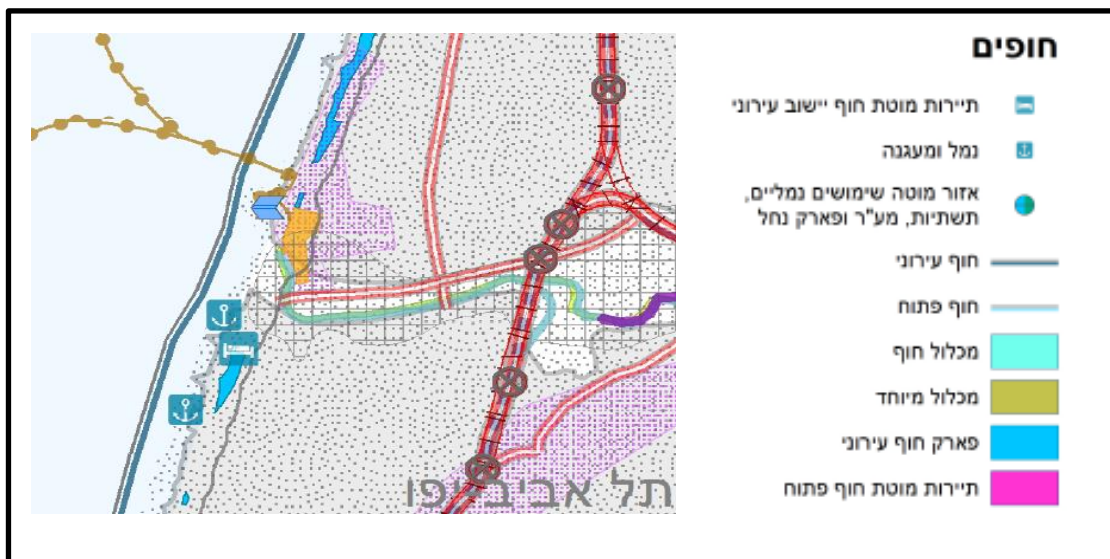 חופים
תיירות מוטת חוף יישוב עירוני
נמל ומעגנה
אזור מוטה שימושים נמליים,
תשתיות, מע"ר ופארק נחל
חוף עירוני
חוף פתוח
מכלול חוף
מכלול מיוחד
פארק חוף עירוני
תיירות מוטת חוף פתוח
תל אביב-יפו